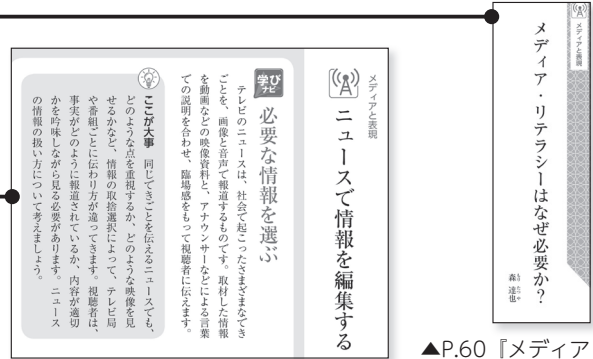 メディアと表現
メディア・リテラシーはなぜ必要か?
森 達也
もり たつや
▲P.60『メディア
メディアと表現
ニュースで情報を編集する
学びナビ
必要な情報を選ぶ
テレビのニュースは、社会で起こったさまざまなでき
ごとを、画像と音声で報道するものです。取材した情報
を動画などの映像資料と、アナウンサーなどによる言葉
での説明を合わせ、臨場感をもって視聴者に伝えます。
ここが大事 同じできごとを伝えるニュースでも、
どのような点を重視するか、どのような映像を見
せるかなど、情報の取捨選択によって、テレビ局
や番組ごとに伝わり方が違ってきます。視聴者は、
事実がどのように報道されているか、内容が適切
かを吟味しながら見る必要があります。ニュース
の情報の扱い方について考えましょう。